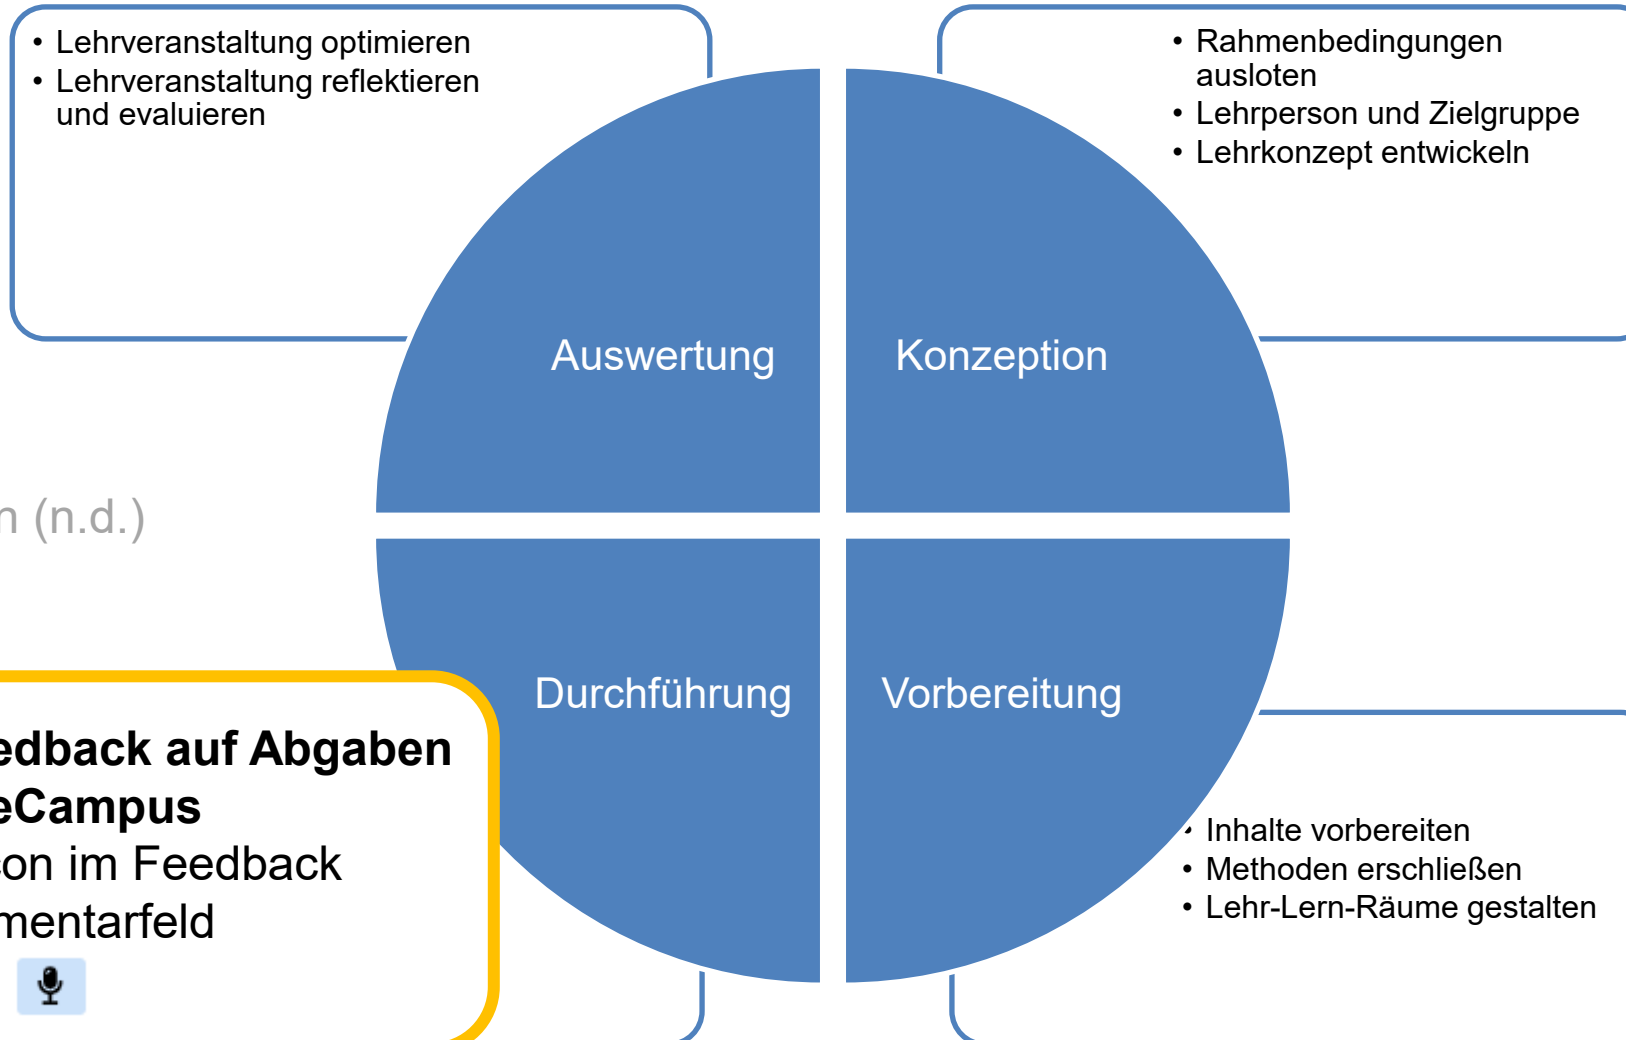 • Lehrveranstaltung optimieren
• Lehrveranstaltung reflektieren
und evaluieren
• Rahmenbedingungen
ausloten
• Lehrperson und Zielgruppe
• Lehrkonzept entwickeln
Auswertung
Konzeption
n (n.d.)
Durchführung
Vorbereitung
edback auf Abgaben
eCampus
con im Feedback
mentarfeld
• Inhalte vorbereiten
• Methoden erschließen
• Lehr-Lern-Räume gestalten